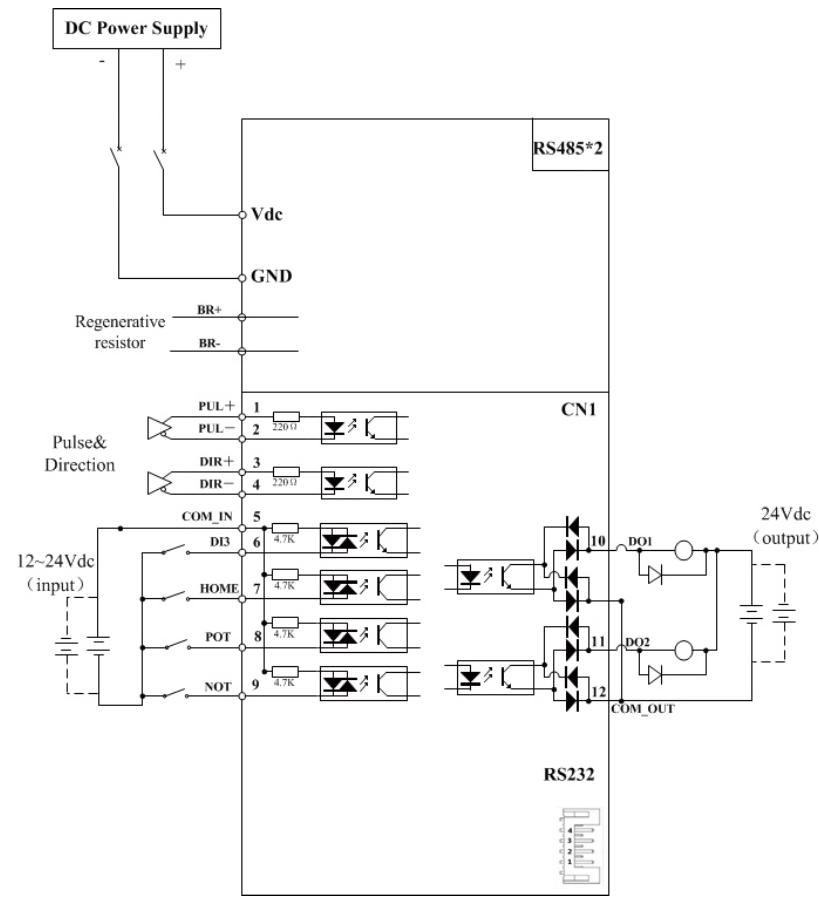 DC Power Supply
-
+
RS485*2
Vdc
GND
BR+
Regenerative
resistor
BR-
CN1
PUL+ 1
220Ω
PUL− 2
Pulse&
Direction
DIR+ 3
220Ω
DIR− 4
COM_IN 5
4.7K
DI3 6
12~24Vdc
(input)
HOME 7
4.7K
POT 8
4.7K
NOT 9
4.7K
24Vdc
(output)
10 DO1
11 DO2
12
COM_OUT
RS232
4
3
2
1